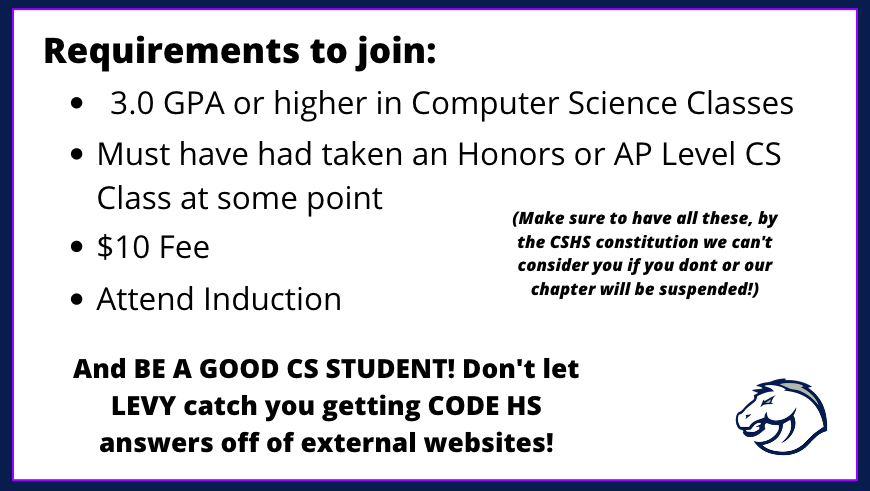 Requirements to join:
• 3.0 GPA or higher in Computer Science Classes
• Must have had taken an Honors or AP Level CS
Class at some point
• $10 Fee
• Attend Induction
(Make sure to have all these, by
the CSHS constitution we can't
consider you if you dont or our
chapter will be suspended!)
And BE A GOOD CS STUDENT! Don't let
LEVY catch you getting CODE HS
answers off of external websites!